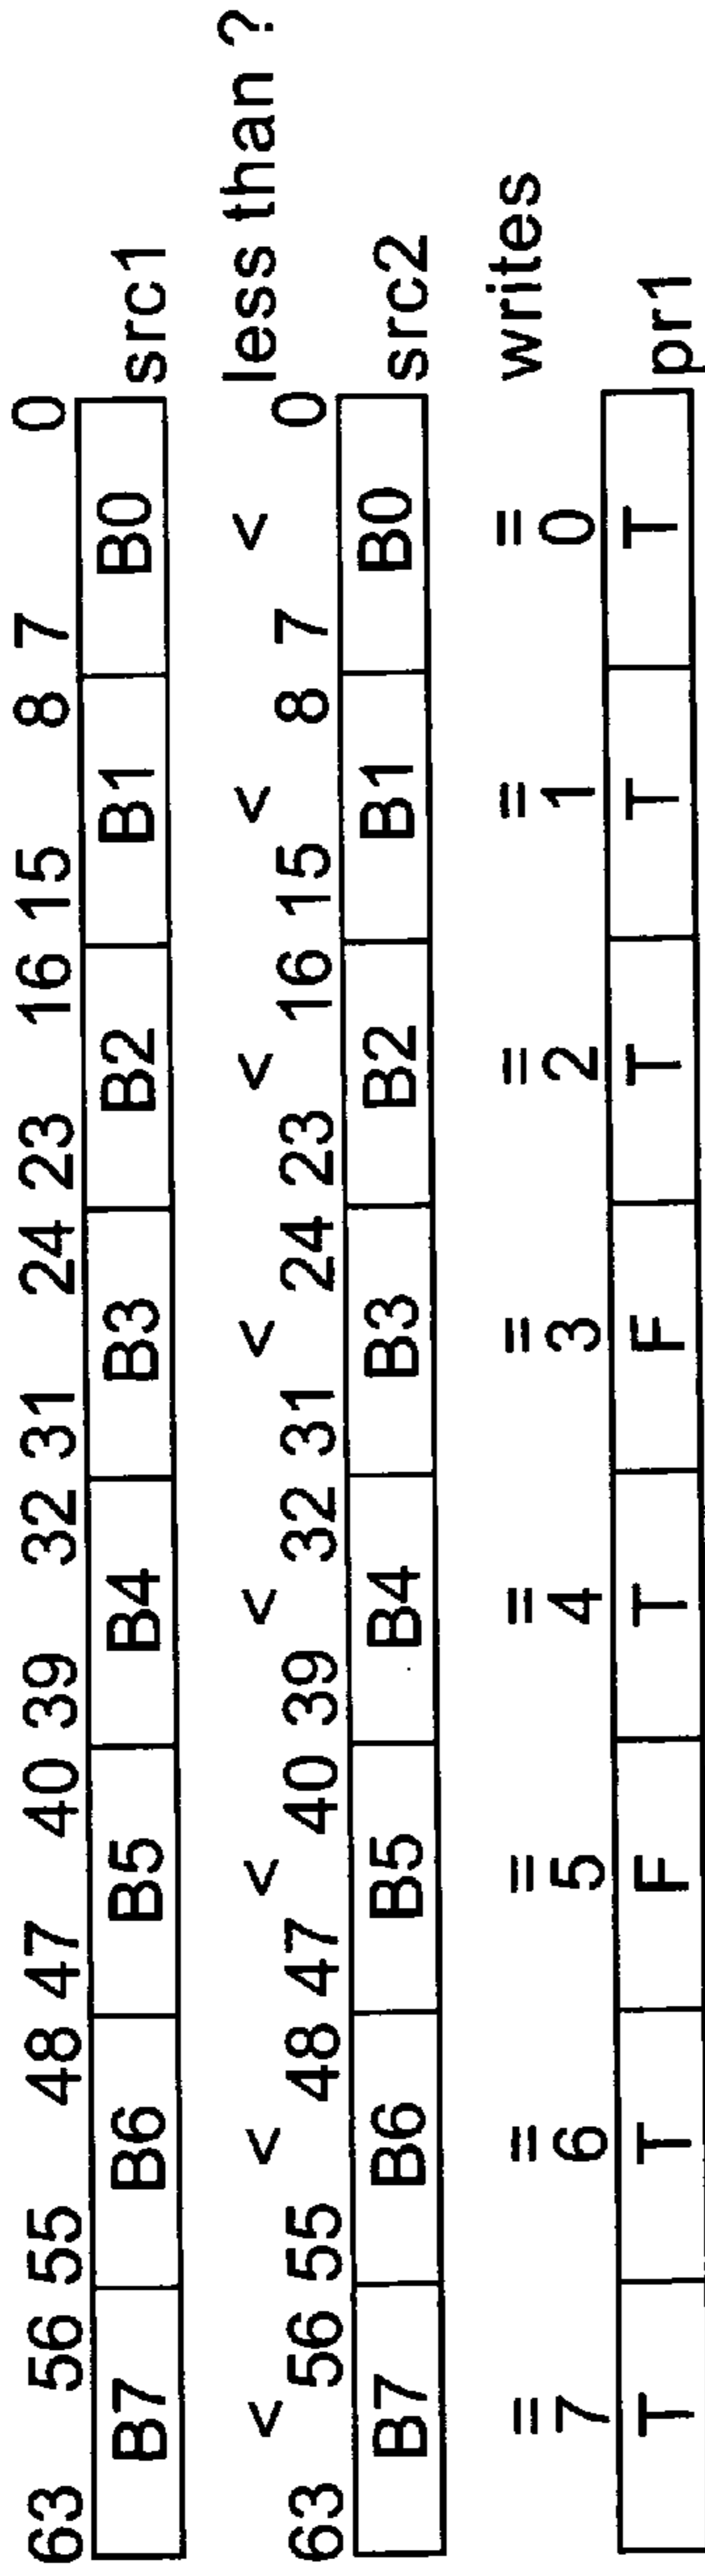 63 56 55 48 47 40 39 32 31 24 23 16 15 8 7 0
B7 B6 B5 B4 B3 B2 B1 B0 src1
< < < < < < < < less than ?
63 56 55 48 47 40 39 32 31 24 23 16 15 8 7 0
B7 B6 B5 B4 B3 B2 B1 B0 src2
= = = = = = = = writes
7 6 5 4 3 2 1 0
T T F T F T T T pr1